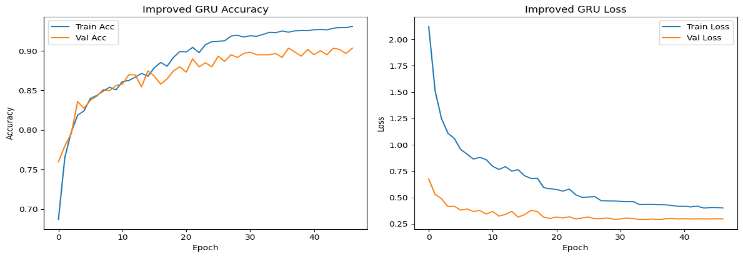 Improved GRU Accuracy
Train Acc
Val Acc
0.90
0.85
0.80
0.75
0.70
Accuracy
0
10
20
30
40
Epoch
Improved GRU Loss
Train Loss
Val Loss
2.00
1.75
1.50
1.25
1.00
0.75
0.50
0.25
Loss
0
10
20
30
40
Epoch